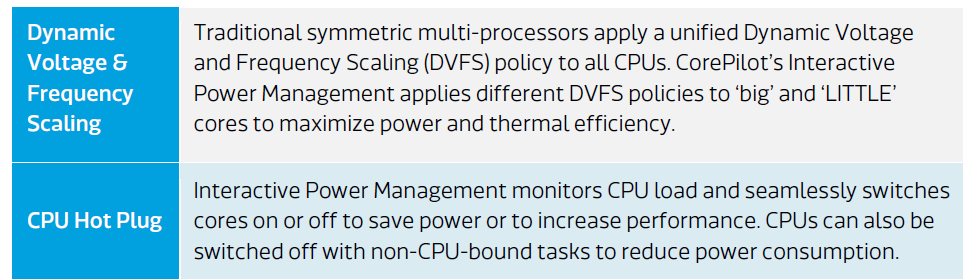 Dynamic
Voltage &
Frequency
Scaling
Traditional symmetric multi-processors apply a unified Dynamic Voltage
and Frequency Scaling (DVFS) policy to all CPUs. CorePilot’s Interactive
Power Management applies different DVFS policies to ‘big’ and ‘LITTLE’
cores to maximize power and thermal efficiency.
CPU Hot Plug
Interactive Power Management monitors CPU load and seamlessly switches
cores on or off to save power or to increase performance. CPUs can also be
switched off with non-CPU-bound tasks to reduce power consumption.